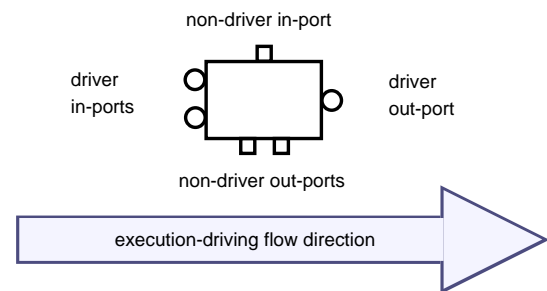 non-driver in-port
driver
in-ports
driver
out-port
non-driver out-ports
execution-driving flow direction